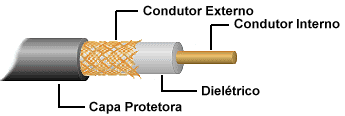 Condutor Externo
Condutor Interno
Dielétrico
Capa Protetora